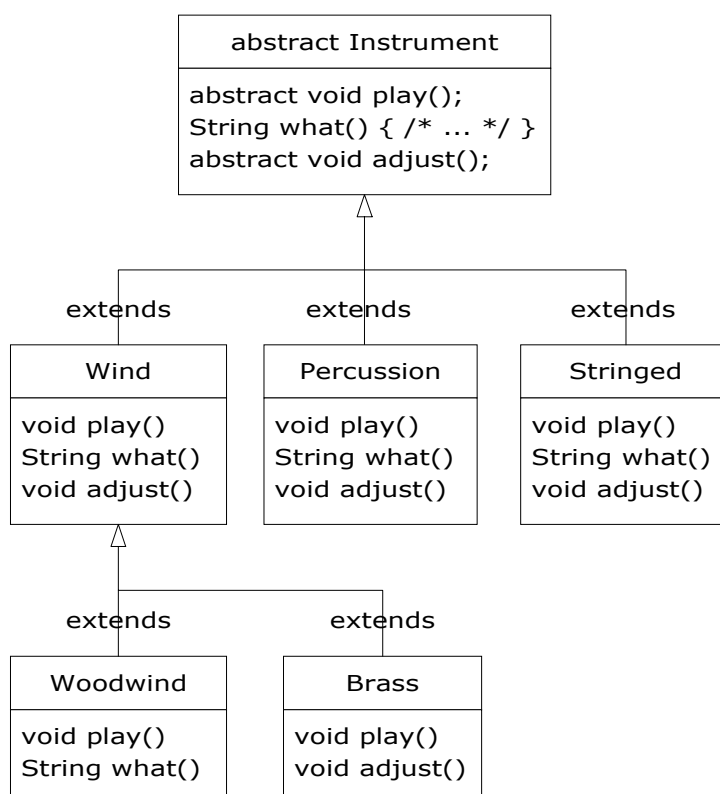 abstract Instrument
abstract void play();
String what() { /* ... */ }
abstract void adjust();
extends
extends
extends
Wind
void play()
String what()
void adjust()
Percussion
void play()
String what()
void adjust()
Stringed
void play()
String what()
void adjust()
extends
extends
Woodwind
void play()
String what()
Brass
void play()
void adjust()